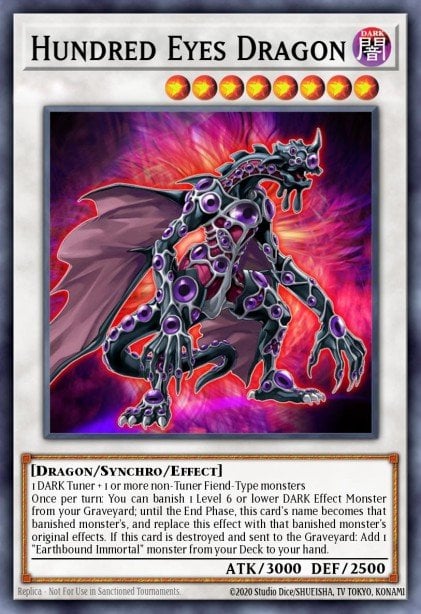 HUNDRED EYES DRAGON
DARK
闇
[DRAGON/SYNCHRO/EFFECT]
1 DARK Tuner + 1 or more non-Tuner Fiend-Type monsters
Once per turn: You can banish 1 Level 6 or lower DARK Effect Monster
from your Graveyard; until the End Phase, this card's name becomes that
banished monster's, and replace this effect with that banished monster's
original effects. If this card is destroyed and sent to the Graveyard: Add 1
"Earthbound Immortal" monster from your Deck to your hand.
ATK/3000 DEF/2500
Replica - Not For Use in Sanctioned Tournaments. ©2020 Studio Dice/SHUEISHA, TV TOKYO, KONAMI